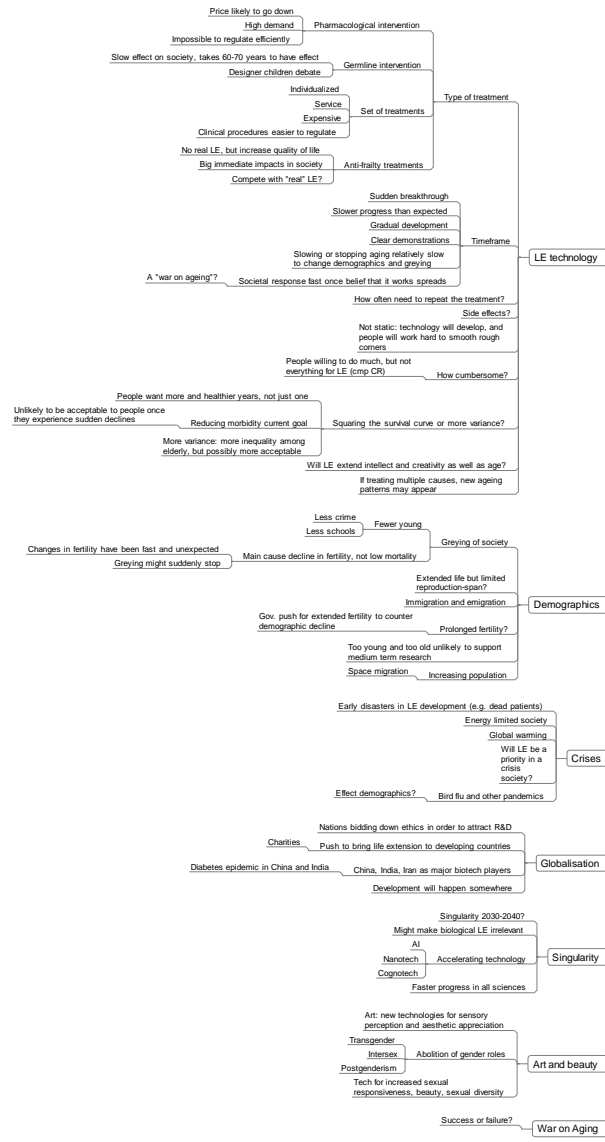 Price likely to go down
High demand
Impossible to regulate efficiently
Pharmacological intervention
Slow effect on society, takes 60-70 years to have effect
Designer children debate
Germline intervention
Individualized
Service
Expensive
Clinical procedures easier to regulate
Set of treatments
No real LE, but increase quality of life
Big immediate impacts in society
Compete with "real" LE?
Anti-frailty treatments
Type of treatment
Sudden breakthrough
Slower progress than expected
Gradual development
Clear demonstrations
Slowing or stopping aging relatively slow
to change demographics and greying
A "war on ageing"?
Societal response fast once belief that it works spreads
Timeframe
How often need to repeat the treatment?
Side effects?
Not static: technology will develop, and
people will work hard to smooth rough
corners
People willing to do much, but not
everything for LE (cmp CR)
How cumbersome?
People want more and healthier years, not just one
Unlikely to be acceptable to people once
they experience sudden declines
Reducing morbidity current goal
More variance: more inequality among
elderly, but possibly more acceptable
Squaring the survival curve or more variance?
Will LE extend intellect and creativity as well as age?
If treating multiple causes, new ageing
patterns may appear
LE technology
Less crime
Less schools
Fewer young
Changes in fertility have been fast and unexpected
Greying might suddenly stop
Main cause decline in fertility, not low mortality
Greying of society
Extended life but limited
reproduction-span?
Immigration and emigration
Gov. push for extended fertility to counter
demographic decline
Prolonged fertility?
Too young and too old unlikely to support
medium term research
Space migration
Increasing population
Demographics
Early disasters in LE development (e.g. dead patients)
Energy limited society
Global warming
Will LE be a
priority in a
crisis
society?
Effect demographics?
Bird flu and other pandemics
Crises
Nations bidding down ethics in order to attract R&D
Charities
Push to bring life extension to developing countries
Diabetes epidemic in China and India
China, India, Iran as major biotech players
Development will happen somewhere
Globalisation
Singularity 2030-2040?
Might make biological LE irrelevant
AI
Nanotech
Cognotech
Accelerating technology
Faster progress in all sciences
Singularity
Art: new technologies for sensory
perception and aesthetic appreciation
Transgender
Intersex
Postgenderism
Abolition of gender roles
Tech for increased sexual
responsiveness, beauty, sexual diversity
Art and beauty
Success or failure?
War on Aging